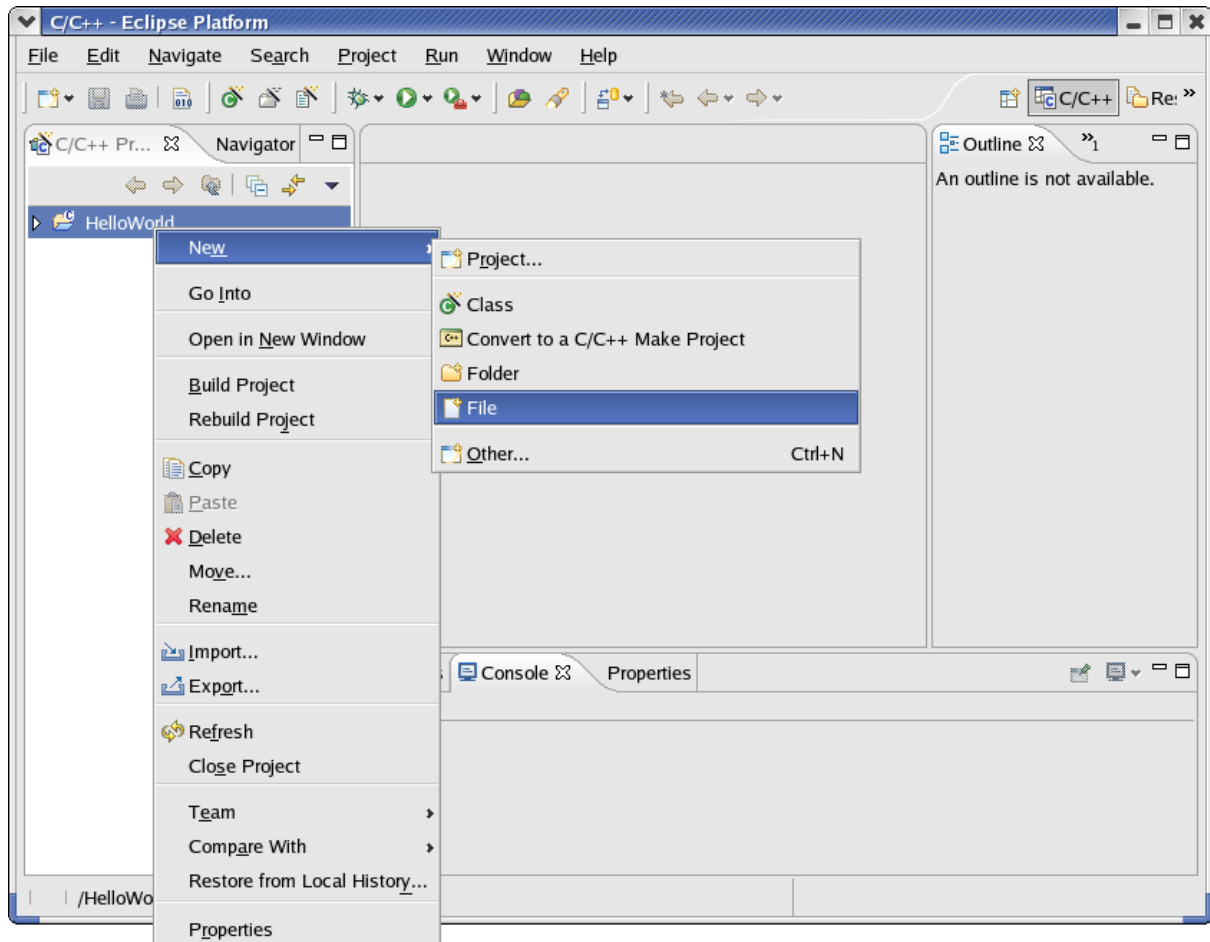 C/C++ - Eclipse Platform
File Edit Navigate Search Project Run Window Help
010
C/C++ Re:
C/C++ Pr... Navigator
Outline 1
An outline is not available.
HelloWorld
New
Go Into
Open in New Window
Build Project
Rebuild Project
Copy
Paste
Delete
Move...
Rename
Import...
Export...
Refresh
Close Project
Team
Compare With
Restore from Local History...
Properties
Project...
Class
Convert to a C/C++ Make Project
Folder
File
Other... Ctrl+N
Console Properties
/HelloWo